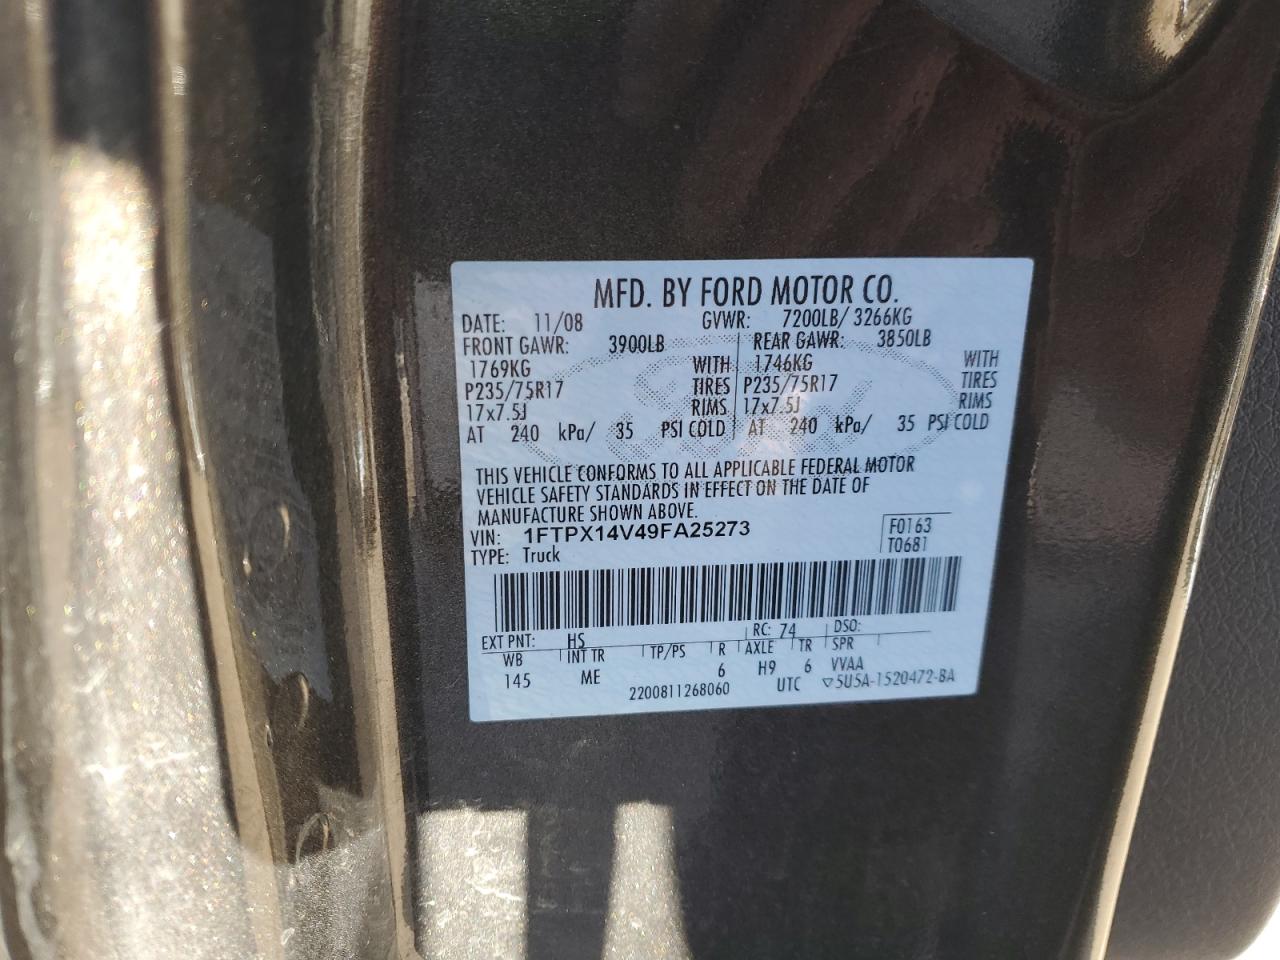 MFD. BY FORD MOTOR CO.
DATE: 11/08 GVWR: 7200LB/ 3266KG
FRONT GAWR: 3900LB REAR GAWR: 3850LB
1769KG WITH 1746KG WITH
P235/75R17 TIRES P235/75R17 TIRES
17x7.5J RIMS 17x7.5J RIMS
AT 240 kPa/ 35 PSI COLD AT 240 kPa/ 35 PSI COLD
THIS VEHICLE CONFORMS TO ALL APPLICABLE FEDERAL MOTOR
VEHICLE SAFETY STANDARDS IN EFFECT ON THE DATE OF
MANUFACTURE SHOWN ABOVE.
VIN: 1FTPX14V49FA25273 F0163
TYPE: Truck T0681
EXT PNT: HS RC: 74 DSO:
WB INT TR TP/PS R AXLE TR SPR
145 ME 6 H9 6 VVAA
2200811268060 UTC ▽5U5A-1520472-BA